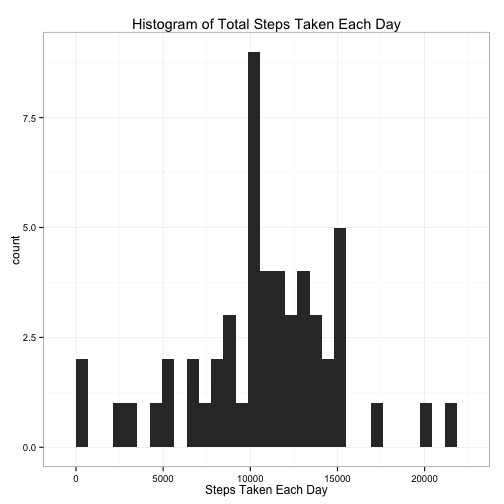 Histogram of Total Steps Taken Each Day
7.5
5.0
2.5
0.0
count
0 5000 10000 15000 20000
Steps Taken Each Day